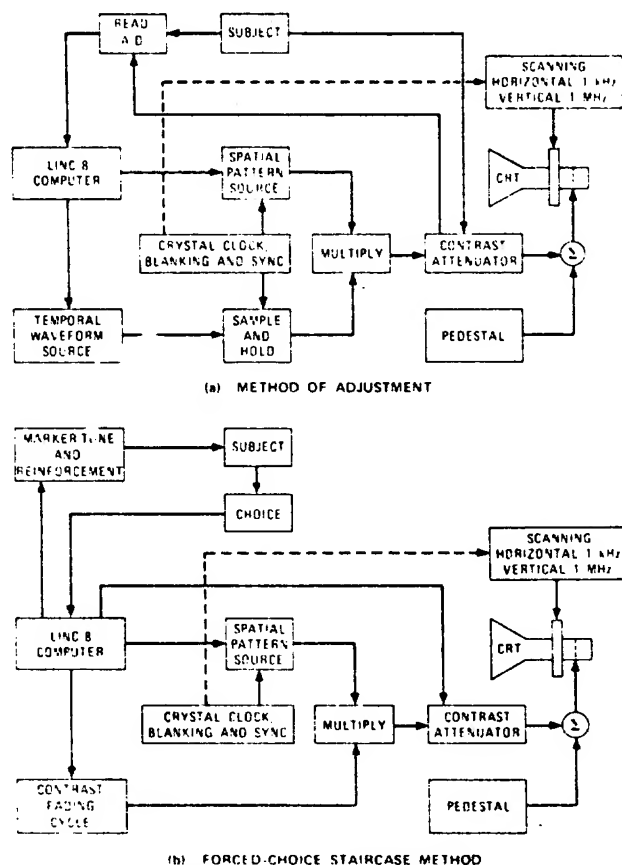 READ
A-D
SUBJECT
SCANNING
HORIZONTAL 1 kHz
VERTICAL 1 MHz
LINC 8
COMPUTER
SPATIAL
PATTERN
SOURCE
CRT
CRYSTAL CLOCK,
BLANKING AND SYNC
MULTIPLY
CONTRAST
ATTENUATOR
Σ
TEMPORAL
WAVEFORM
SOURCE
SAMPLE
AND
HOLD
PEDESTAL
(a) METHOD OF ADJUSTMENT
MARKER TONE
AND
REINFORCEMENT
SUBJECT
CHOICE
SCANNING
HORIZONTAL 1 kHz
VERTICAL 1 MHz
LINC 8
COMPUTER
SPATIAL
PATTERN
SOURCE
CRT
CRYSTAL CLOCK,
BLANKING AND SYNC
MULTIPLY
CONTRAST
ATTENUATOR
Σ
CONTRAST
FADING
CYCLE
PEDESTAL
(b) FORCED-CHOICE STAIRCASE METHOD